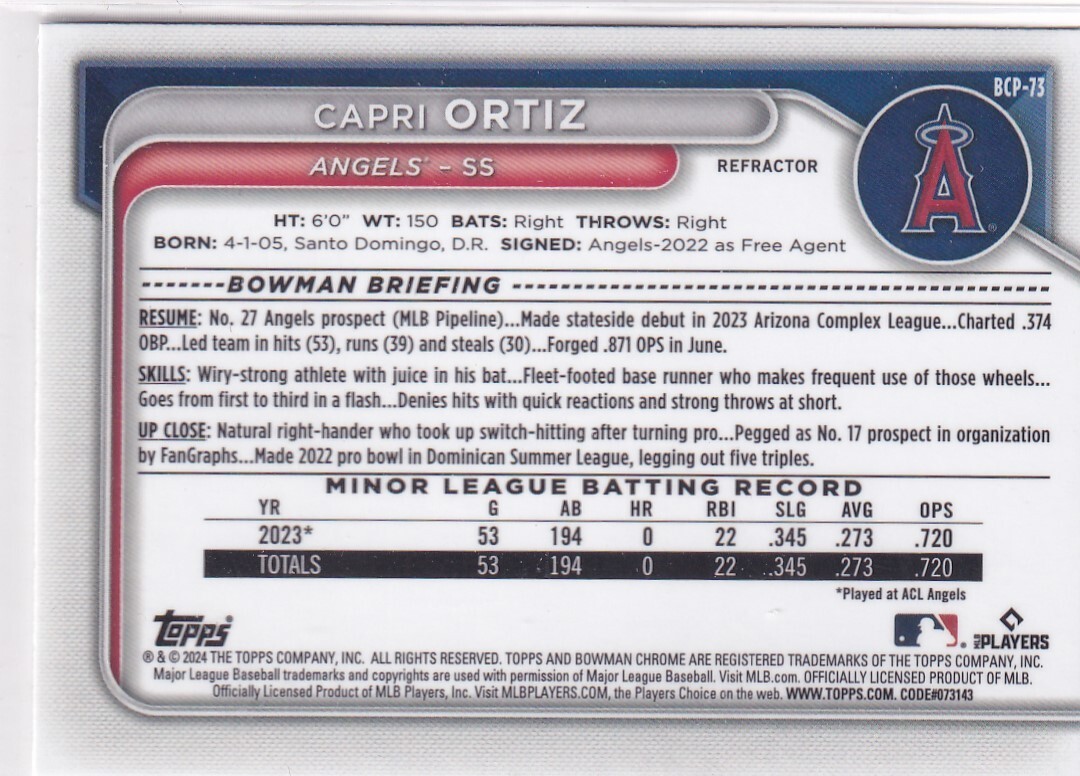 BCP-73
CAPRI ORTIZ
ANGELS® – SS
REFRACTOR
A®
HT: 6'0" WT: 150 BATS: Right THROWS: Right
BORN: 4-1-05, Santo Domingo, D.R. SIGNED: Angels-2022 as Free Agent
BOWMAN BRIEFING
RESUME: No. 27 Angels prospect (MLB Pipeline)...Made stateside debut in 2023 Arizona Complex League...Charted .374
OBP...Led team in hits (53), runs (39) and steals (30)...Forged .871 OPS in June.
SKILLS: Wiry-strong athlete with juice in his bat...Fleet-footed base runner who makes frequent use of those wheels...
Goes from first to third in a flash...Denies hits with quick reactions and strong throws at short.
UP CLOSE: Natural right-hander who took up switch-hitting after turning pro...Pegged as No. 17 prospect in organization
by FanGraphs...Made 2022 pro bowl in Dominican Summer League, legging out five triples.
MINOR LEAGUE BATTING RECORD
YR G AB HR RBI SLG AVG OPS
2023* 53 194 0 22 .345 .273 .720
TOTALS 53 194 0 22 .345 .273 .720
*Played at ACL Angels
topps®
MLB PLAYERS
® & © 2024 THE TOPPS COMPANY, INC. ALL RIGHTS RESERVED. TOPPS AND BOWMAN CHROME ARE REGISTERED TRADEMARKS OF THE TOPPS COMPANY, INC.
Major League Baseball trademarks and copyrights are used with permission of Major League Baseball. Visit MLB.com. OFFICIALLY LICENSED PRODUCT OF MLB.
Officially Licensed Product of MLB Players, Inc. Visit MLBPLAYERS.COM, the Players Choice on the web. WWW.TOPPS.COM. CODE#073143